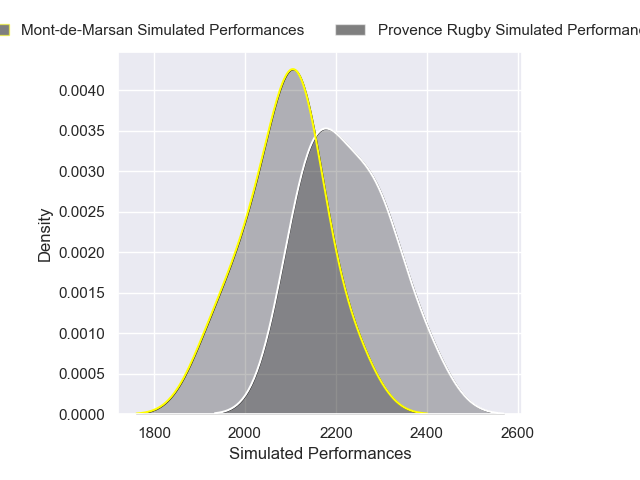 Mont-de-Marsan Simulated Performances
Provence Rugby Simulated
0.0040
0.0035
0.0030
0.0025
0.0020
0.0015
0.0010
0.0005
0.0000
Density
1800 2000 2200 2400 2600
Simulated Performances